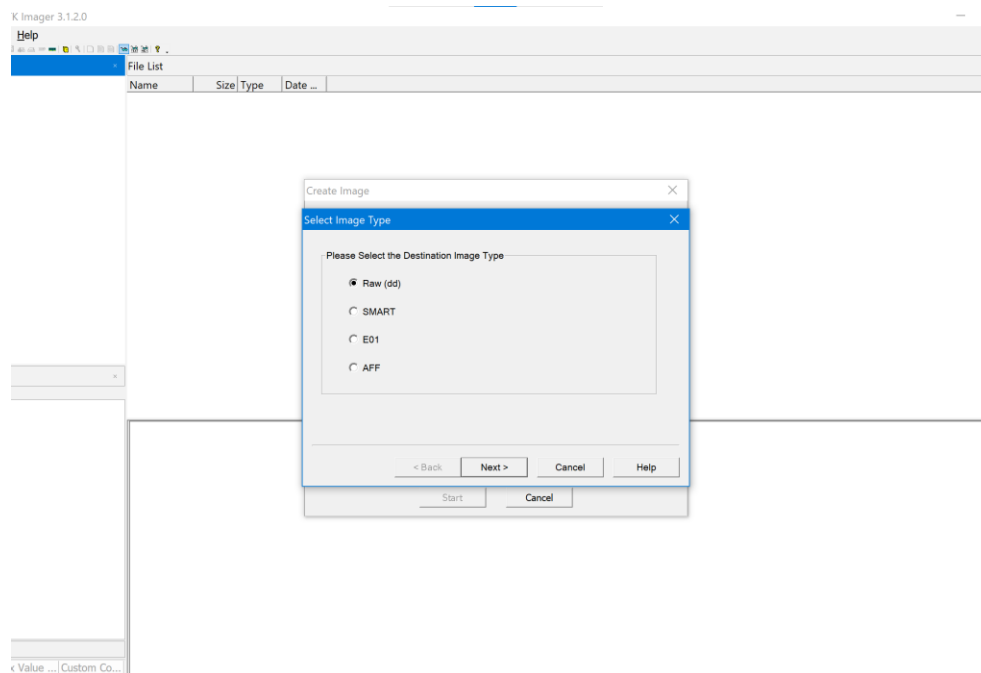 K Imager 3.1.2.0
Help
File List
Name Size Type Date ...
Create Image
Select Image Type
Please Select the Destination Image Type
Raw (dd)
SMART
E01
AFF
< Back Next > Cancel Help
Start Cancel
Value ... Custom Co...